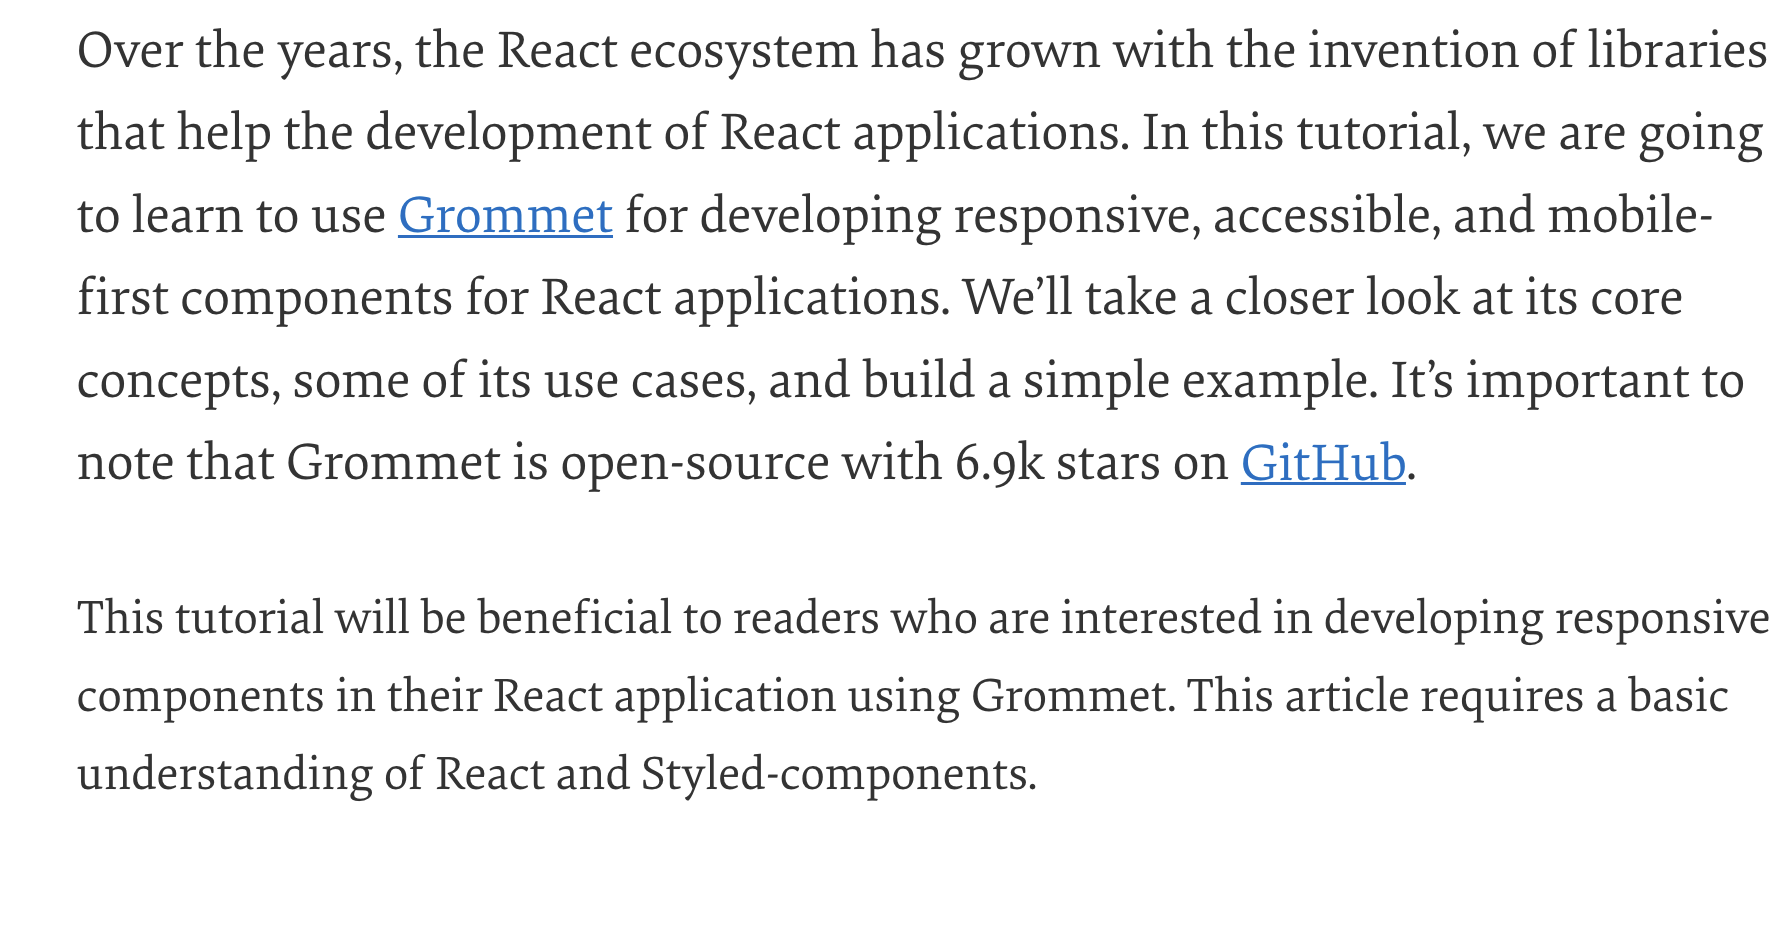 Over the years, the React ecosystem has grown with the invention of libraries
that help the development of React applications. In this tutorial, we are going
to learn to use Grommet for developing responsive, accessible, and mobile-
first components for React applications. We’ll take a closer look at its core
concepts, some of its use cases, and build a simple example. It’s important to
note that Grommet is open-source with 6.9k stars on GitHub.
This tutorial will be beneficial to readers who are interested in developing responsive
components in their React application using Grommet. This article requires a basic
understanding of React and Styled-components.